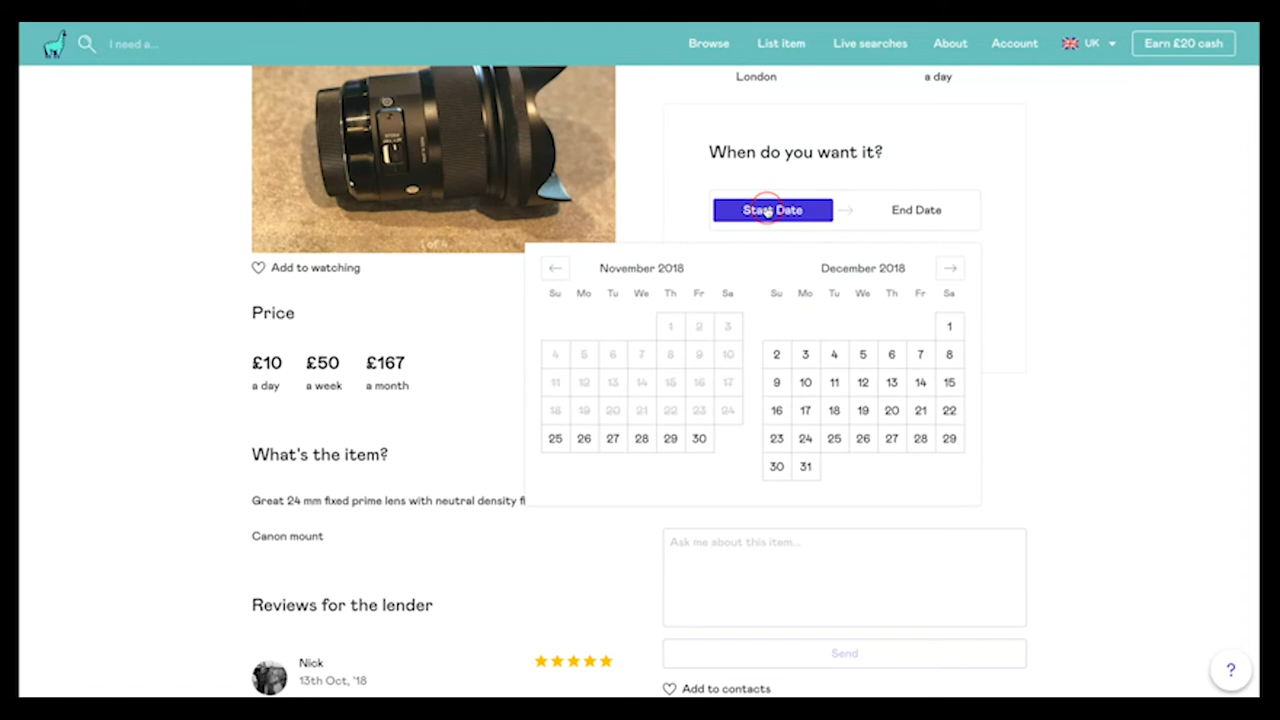 I need a...
Browse
List item
Live searches
About
Account
UK
Earn £20 cash
London
a day
When do you want it?
Start Date
End Date
1 of 4
Add to watching
November 2018
December 2018
Su Mo Tu We Th Fr Sa
Su Mo Tu We Th Fr Sa
1 2 3
1
4 5 6 7 8 9 10
2 3 4 5 6 7 8
11 12 13 14 15 16 17
9 10 11 12 13 14 15
18 19 20 21 22 23 24
16 17 18 19 20 21 22
25 26 27 28 29 30
23 24 25 26 27 28 29
30 31
Price
£10 £50 £167
a day a week a month
What's the item?
Great 24 mm fixed prime lens with neutral density
Canon mount
Ask me about this item...
Send
Add to contacts
Reviews for the lender
Nick
13th Oct, '18
?